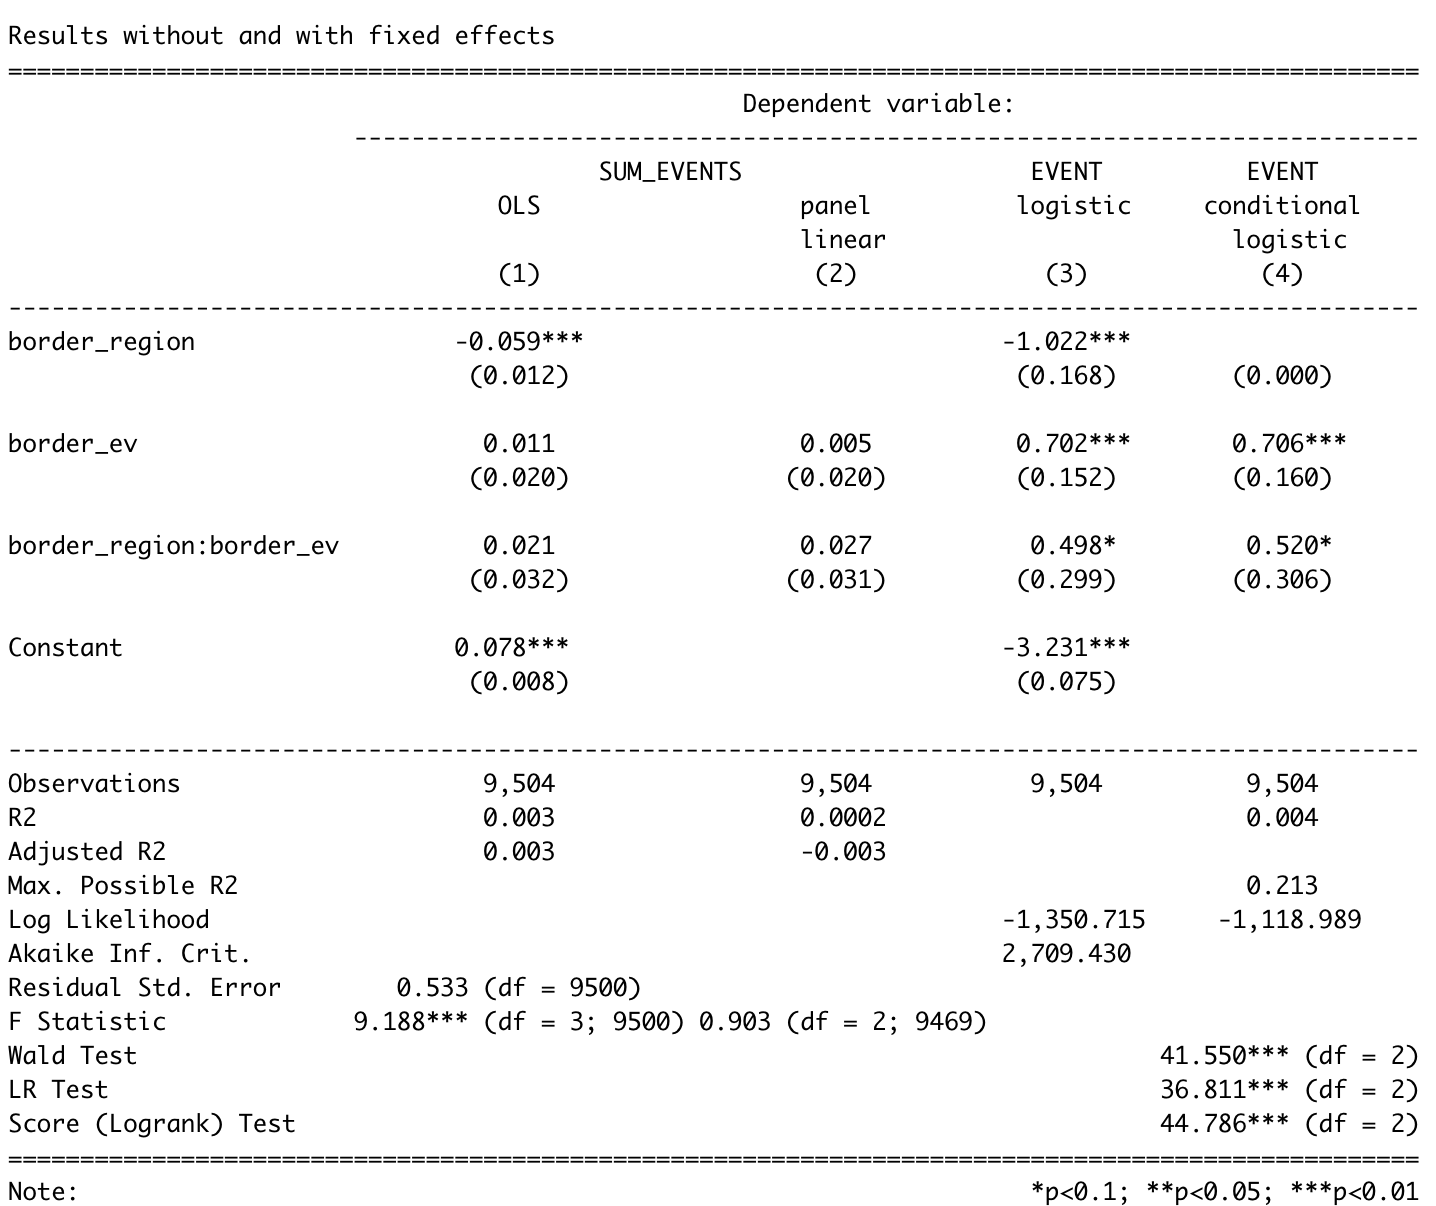 Results without and with fixed effects
==================================================================================================
Dependent variable:
--------------------------------------------------------------------------
SUM_EVENTS EVENT EVENT
OLS panel logistic conditional
linear logistic
(1) (2) (3) (4)
--------------------------------------------------------------------------------------------------
border_region -0.059*** -1.022***
(0.012) (0.168) (0.000)
border_ev 0.011 0.005 0.702*** 0.706***
(0.020) (0.020) (0.152) (0.160)
border_region:border_ev 0.021 0.027 0.498* 0.520*
(0.032) (0.031) (0.299) (0.306)
Constant 0.078*** -3.231***
(0.008) (0.075)
--------------------------------------------------------------------------------------------------
Observations 9,504 9,504 9,504 9,504
R2 0.003 0.0002 0.004
Adjusted R2 0.003 -0.003
Max. Possible R2 0.213
Log Likelihood -1,350.715 -1,118.989
Akaike Inf. Crit. 2,709.430
Residual Std. Error 0.533 (df = 9500)
F Statistic 9.188*** (df = 3; 9500) 0.903 (df = 2; 9469)
Wald Test 41.550*** (df = 2)
LR Test 36.811*** (df = 2)
Score (Logrank) Test 44.786*** (df = 2)
==================================================================================================
Note: *p<0.1; **p<0.05; ***p<0.01